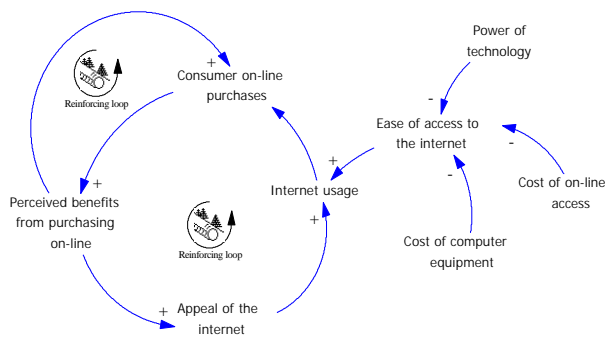 Power of
technology
+
Consumer on-line
purchases
Reinforcing loop
-
Ease of access to
the internet
-
+
-
Cost of on-line
access
+
Perceived benefits
from purchasing
on-line
Internet usage
+
Reinforcing loop
Cost of computer
equipment
+
Appeal of the
internet